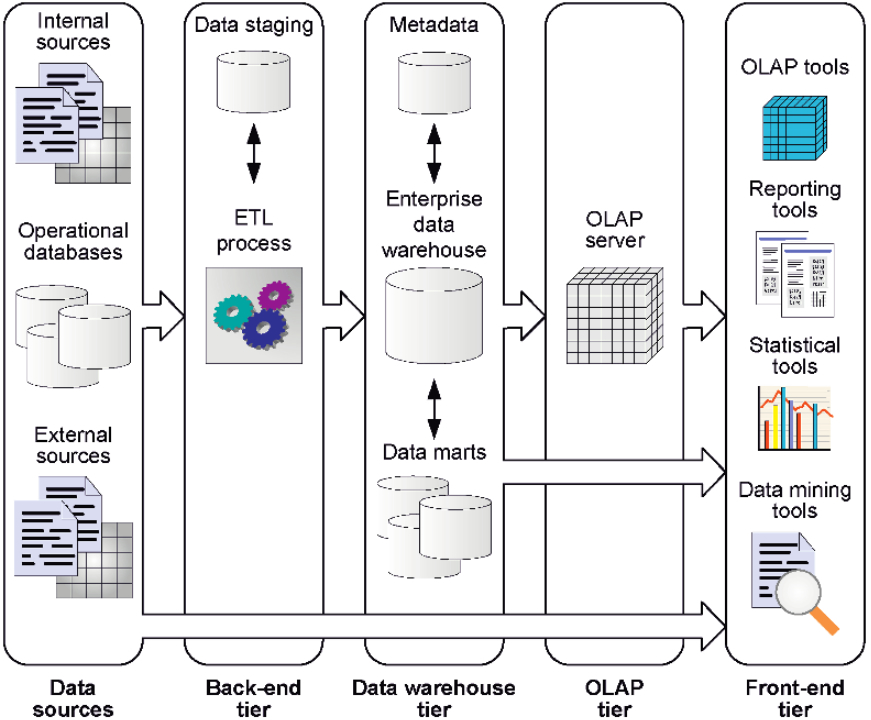 Internal
sources
Operational
databases
External
sources
Data
sources
Data staging
ETL
process
Back-end
tier
Metadata
Enterprise
data
warehouse
Data marts
Data warehouse
tier
OLAP
server
OLAP
tier
OLAP tools
Reporting
tools
Statistical
tools
Data mining
tools
Front-end
tier